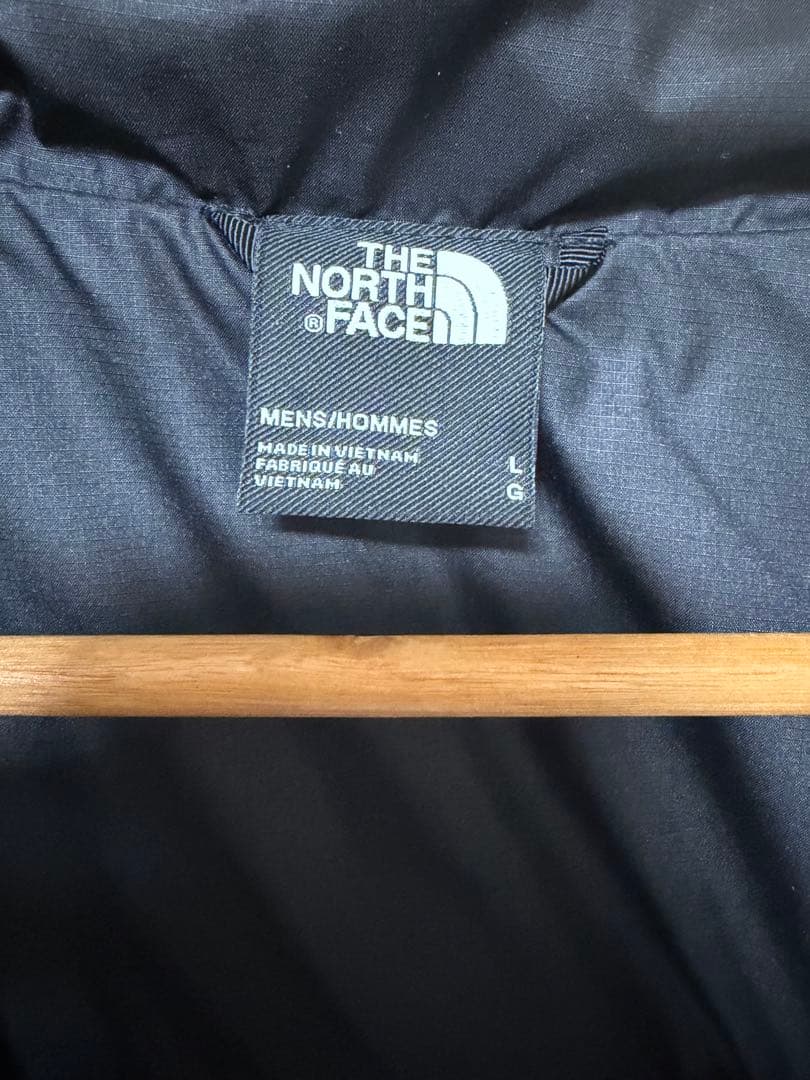 THE
NORTH
®FACE
MENS/HOMMES
MADE IN VIETNAM
FABRIQUÉ AU
VIETNAM
L
G